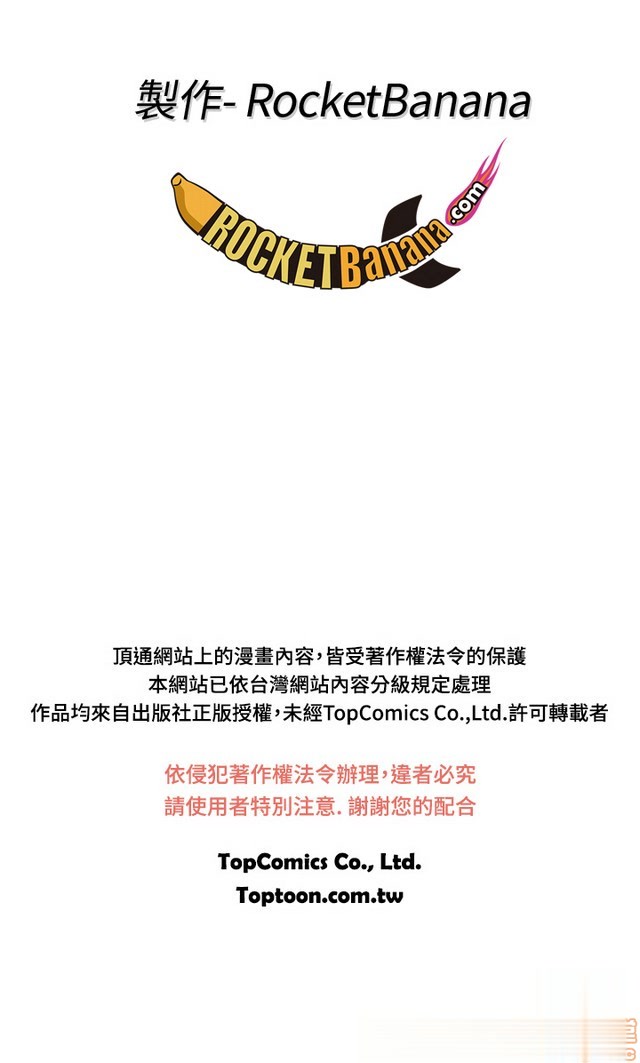 製作- RocketBanana
ROCKETBanana.com
頂通網站上的漫畫內容，皆受著作權法令的保護
本網站已依台灣網站內容分級規定處理
作品均來自出版社正版授權，未經TopComics Co.,Ltd.許可轉載者
依侵犯著作權法令辦理，違者必究
請使用者特別注意. 謝謝您的配合
TopComics Co., Ltd.
Toptoon.com.tw